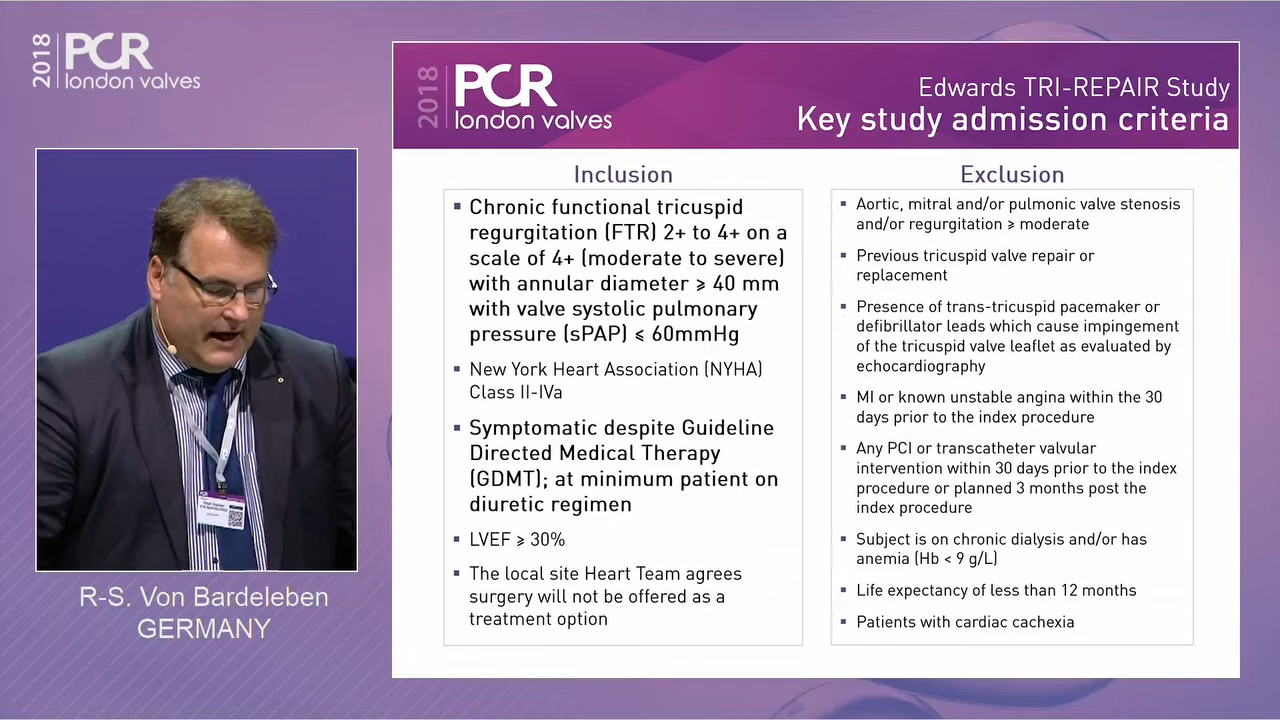 2018 PCR
london valves
2018 PCR
london valves
Edwards TRI-REPAIR Study
Key study admission criteria
Inclusion
▪ Chronic functional tricuspid
regurgitation (FTR) 2+ to 4+ on a
scale of 4+ (moderate to severe)
with annular diameter ⩾ 40 mm
with valve systolic pulmonary
pressure (sPAP) ⩽ 60mmHg
▪ New York Heart Association (NYHA)
Class II-IVa
▪ Symptomatic despite Guideline
Directed Medical Therapy
(GDMT); at minimum patient on
diuretic regimen
▪ LVEF ⩾ 30%
▪ The local site Heart Team agrees
surgery will not be offered as a
treatment option
Exclusion
▪ Aortic, mitral and/or pulmonic valve stenosis
and/or regurgitation ⩾ moderate
▪ Previous tricuspid valve repair or
replacement
▪ Presence of trans-tricuspid pacemaker or
defibrillator leads which cause impingement
of the tricuspid valve leaflet as evaluated by
echocardiography
▪ MI or known unstable angina within the 30
days prior to the index procedure
▪ Any PCI or transcatheter valvular
intervention within 30 days prior to the index
procedure or planned 3 months post the
index procedure
▪ Subject is on chronic dialysis and/or has
anemia (Hb < 9 g/L)
▪ Life expectancy of less than 12 months
▪ Patients with cardiac cachexia
R-S. Von Bardeleben
GERMANY